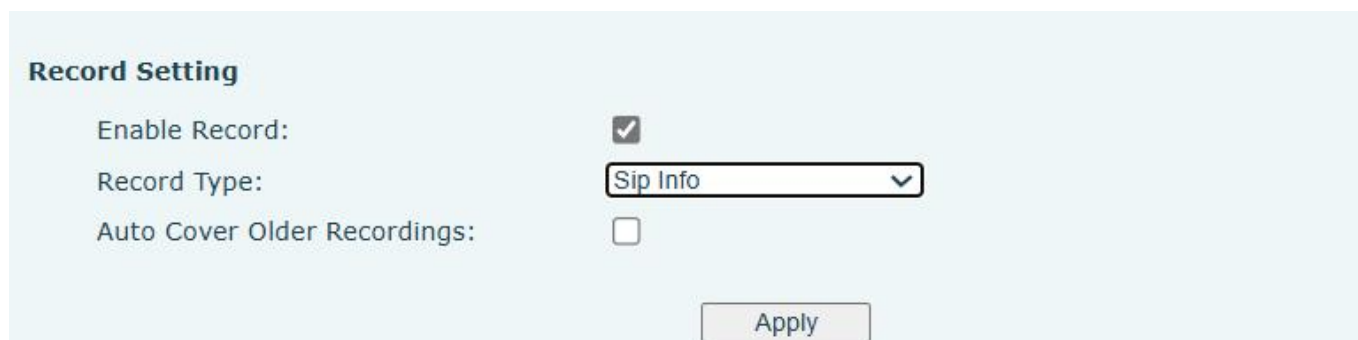 Record Setting
Enable Record:
Record Type: Sip Info
Auto Cover Older Recordings:
Apply